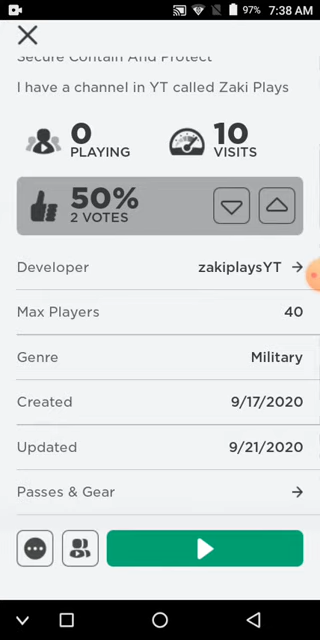 97% 7:38 AM
Secure Contain And Protect
I have a channel in YT called Zaki Plays
0 10
PLAYING VISITS
50%
2 VOTES
Developer zakiplaysYT
Max Players 40
Genre Military
Created 9/17/2020
Updated 9/21/2020
Passes & Gear